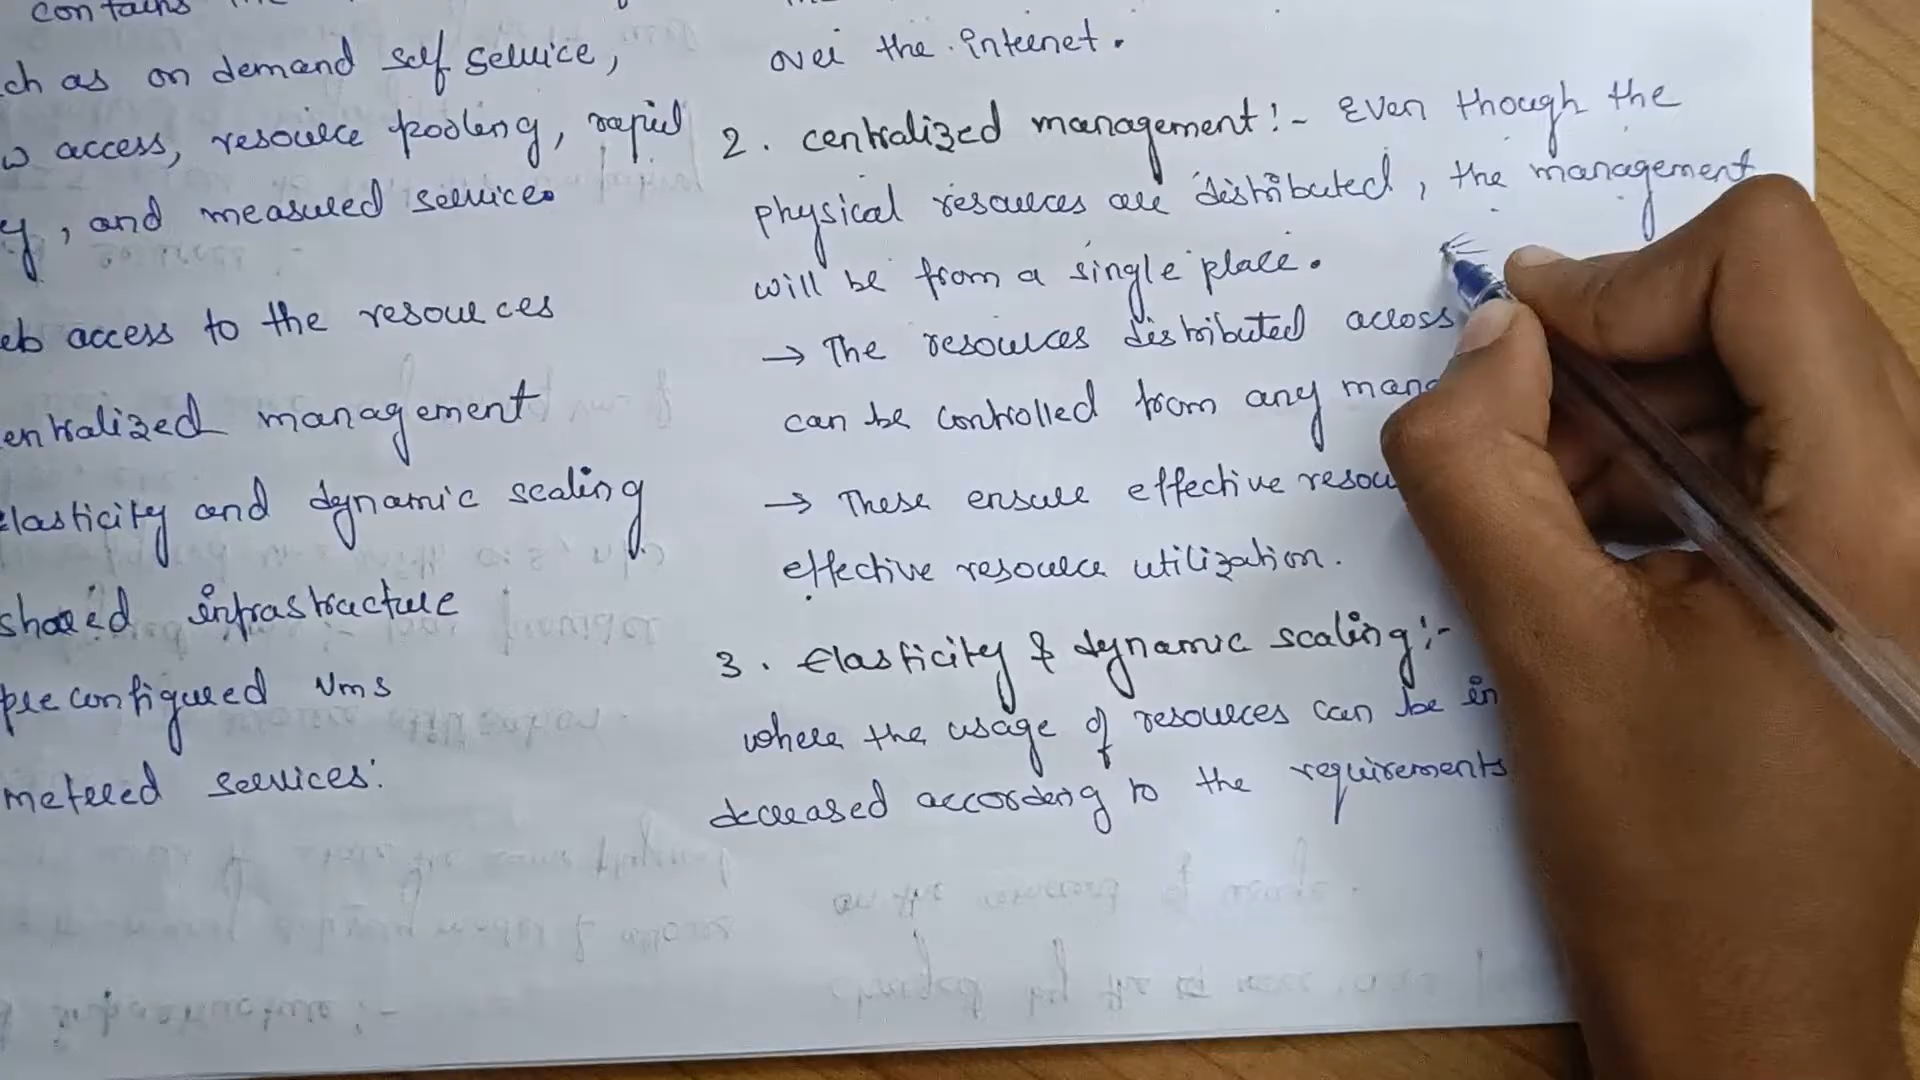 contains
ch as on demand self service,
w access, resource pooling, rapid
y, and measured services
eb access to the resources
entralized management
elasticity and dynamic scaling
shared infrastructure
preconfigured Vms
metered services:
over the internet.
2. centralized management:- Even though the
physical resources are distributed, the management
will be from a single place.
→ The resources distributed across
can be controlled from any mana
→ These ensure effective resou
effective resource utilization.
3. Elasticity & dynamic scaling:-
where the usage of resources can be in
decreased according to the requirements